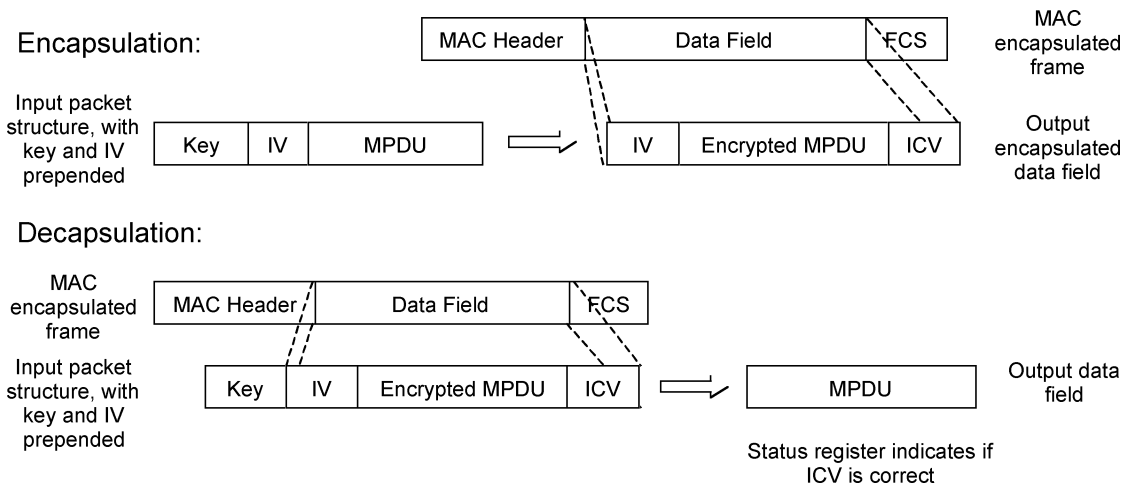 Encapsulation:
MAC Header
Data Field
FCS
MAC
encapsulated
frame
Input packet
structure, with
key and IV
prepended
Key
IV
MPDU
IV
Encrypted MPDU
ICV
Output
encapsulated
data field
Decapsulation:
MAC
encapsulated
frame
MAC Header
Data Field
FCS
Input packet
structure, with
key and IV
prepended
Key
IV
Encrypted MPDU
ICV
MPDU
Output data
field
Status register indicates if
ICV is correct